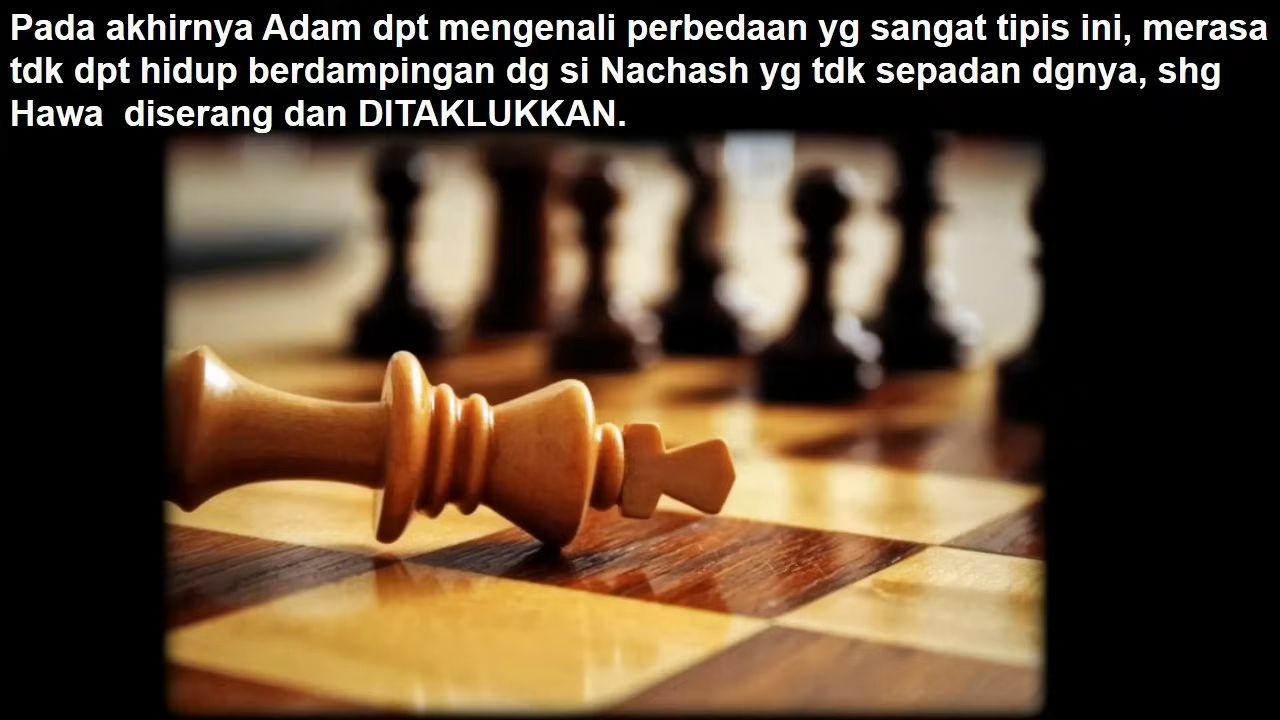 Pada akhirnya Adam dpt mengenali perbedaan yg sangat tipis ini, merasa
tdk dpt hidup berdampingan dg si Nachash yg tdk sepadan dgnya, shg
Hawa  diserang dan DITAKLUKKAN.